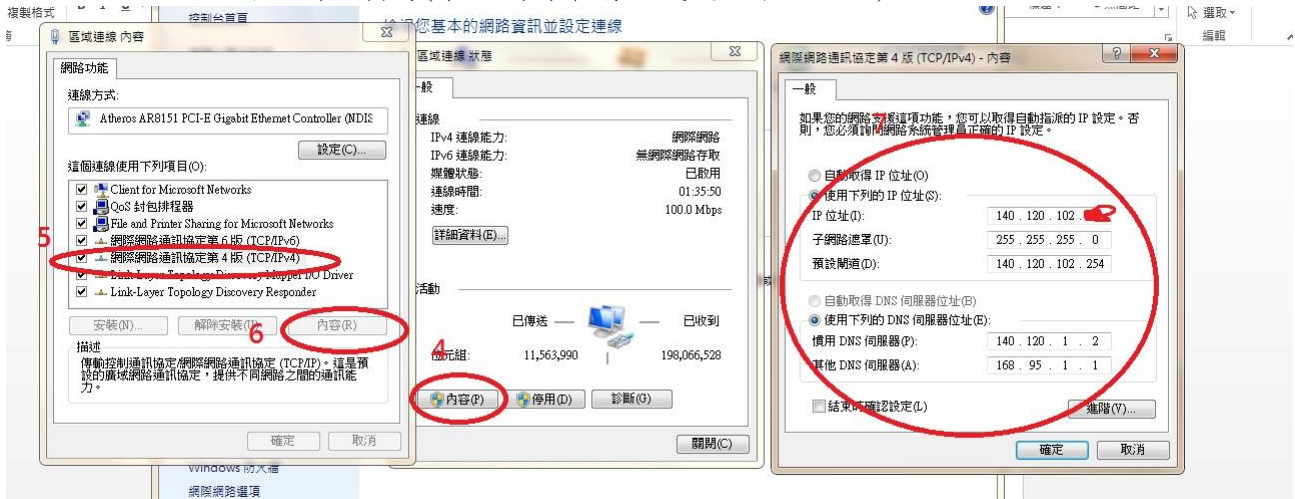 複製格式
控制台首頁
您基本的網路資訊並設定連線
選取
編輯
區域連線 內容
網路功能
連線方式:
Atheros AR8151 PCI-E Gigabit Ethernet Controller (NDIS
設定(C)...
這個連線使用下列項目(O):
Client for Microsoft Networks
QoS 封包排程器
File and Printer Sharing for Microsoft Networks
5
網際網路通訊協定第 6 版 (TCP/IPv6)
網際網路通訊協定第 4 版 (TCP/IPv4)
Link-Layer Topology Discovery Mapper I/O Driver
Link-Layer Topology Discovery Responder
安裝(N)...
解除安裝(U)
6
內容(R)
描述
傳輸控制通訊協定/網際網路通訊協定 (TCP/IP)。這是預
設的廣域網路通訊協定,提供不同網路之間的通訊能
力。
確定
取消
Windows 防火牆
網際網路選項
區域連線 狀態
一般
連線
IPv4 連線能力: 網際網路
IPv6 連線能力: 無網際網路存取
媒體狀態: 已啟用
連線時間: 01:35:50
速度: 100.0 Mbps
詳細資料(E)...
活動
已傳送 — — 已收到
4
位元組: 11,563,990 198,066,528
內容(P)
停用(D)
診斷(G)
關閉(C)
網際網路通訊協定第 4 版 (TCP/IPv4) - 內容
一般
如果您的網路支援這項功能,您可以取得自動指派的 IP 設定。否
則,您必須詢問網路系統管理員正確的 IP 設定。
7
自動取得 IP 位址(O)
使用下列的 IP 位址(S):
IP 位址(I): 140 . 120 . 102 .
子網路遮罩(U): 255 . 255 . 255 . 0
預設閘道(D): 140 . 120 . 102 . 254
自動取得 DNS 伺服器位址(B)
使用下列的 DNS 伺服器位址(E):
慣用 DNS 伺服器(P): 140 . 120 . 1 . 2
其他 DNS 伺服器(A): 168 . 95 . 1 . 1
結束時確認設定(L)
進階(V)...
確定
取消